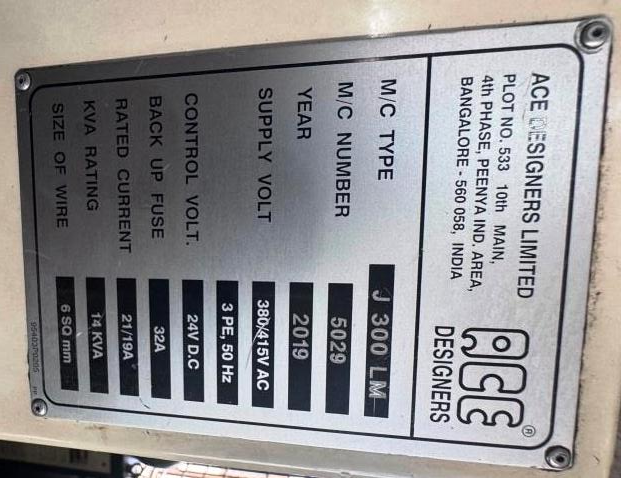 ACE DESIGNERS LIMITED
PLOT NO. 533 10th MAIN,
4th PHASE, PEENYA IND. AREA,
BANGALORE - 560 058, INDIA
ACE ®
DESIGNERS
M/C TYPE J 300 LM
M/C NUMBER 5029
YEAR 2019
SUPPLY VOLT 380/415V AC
3 PE, 50 Hz
CONTROL VOLT. 24V D.C
BACK UP FUSE 32A
RATED CURRENT 21/19A
KVA RATING 14 KVA
SIZE OF WIRE 6 SQ mm